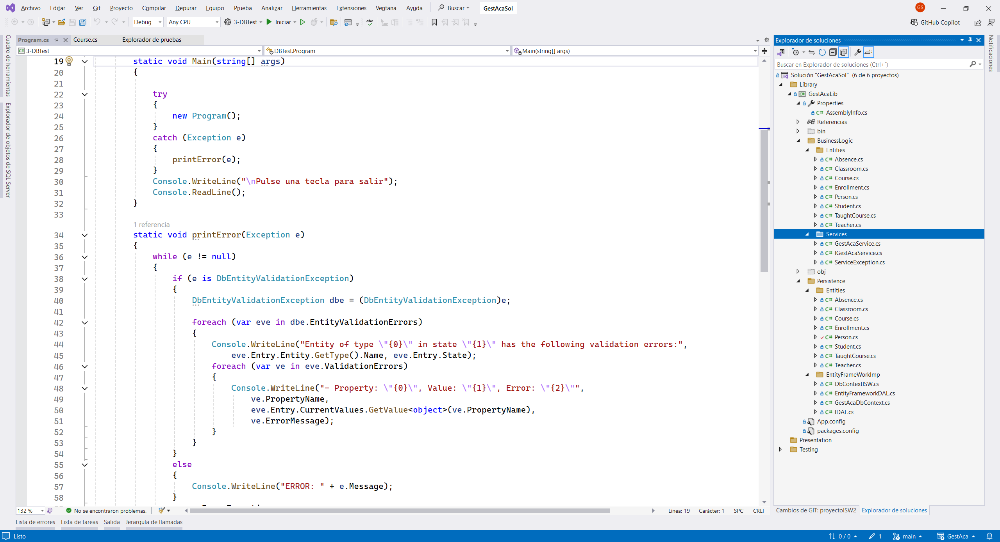 Archivo Editar Ver Git Proyecto Compilar Depurar Equipo Prueba Analizar Herramientas Extensiones Ventana Ayuda Buscar GestAcaSol GS
Debug Any CPU 3-DBTest Iniciar abc GitHub Copilot
Cuadro de herramientas
Explorador de objetos de SQL Server
Program.cs Course.cs Explorador de pruebas
3-DBTest DBTest.Program Main(string[] args)
19 static void Main(string[] args)
20 {
21
22 try
23 {
24 new Program();
25 }
26 catch (Exception e)
27 {
28 printError(e);
29 }
30 Console.WriteLine("\nPulse una tecla para salir");
31 Console.ReadLine();
32 }
33
1 referencia
34 static void printError(Exception e)
35 {
36 while (e != null)
37 {
38 if (e is DbEntityValidationException)
39 {
40 DbEntityValidationException dbe = (DbEntityValidationException)e;
41
42 foreach (var eve in dbe.EntityValidationErrors)
43 {
44 Console.WriteLine("Entity of type \"{0}\" in state \"{1}\" has the following validation errors:",
45 eve.Entry.Entity.GetType().Name, eve.Entry.State);
46 foreach (var ve in eve.ValidationErrors)
47 {
48 Console.WriteLine("- Property: \"{0}\", Value: \"{1}\", Error: \"{2}\"",
49 ve.PropertyName,
50 eve.Entry.CurrentValues.GetValue<object>(ve.PropertyName),
51 ve.ErrorMessage);
52 }
53 }
54 }
55 else
56 {
57 Console.WriteLine("ERROR: " + e.Message);
58 }
132 % No se encontraron problemas. Línea: 19 Carácter: 1 SPC CRLF
Lista de errores Lista de tareas Salida Jerarquía de llamadas
Explorador de soluciones
Buscar en Explorador de soluciones (Ctrl+`)
Solución "GestAcaSol" (6 de 6 proyectos)
Library
C# GestAcaLib
Properties
C# AssemblyInfo.cs
Referencias
bin
BusinessLogic
Entities
C# Absence.cs
C# Classroom.cs
C# Course.cs
C# Enrollment.cs
C# Person.cs
C# Student.cs
C# TaughtCourse.cs
C# Teacher.cs
Services
C# GestAcaService.cs
C# IGestAcaService.cs
C# ServiceException.cs
obj
Persistence
Entities
C# Absence.cs
C# Classroom.cs
C# Course.cs
C# Enrollment.cs
C# Person.cs
C# Student.cs
C# TaughtCourse.cs
C# Teacher.cs
EntityFrameWorkImp
C# DbContextISW.cs
C# EntityFrameworkDAL.cs
C# GestAcaDbContext.cs
C# IDAL.cs
App.config
packages.config
Presentation
Testing
Cambios de GIT: proyectoISW2 Explorador de soluciones
Notificaciones
Listo 0 / 0 1 main GestAca